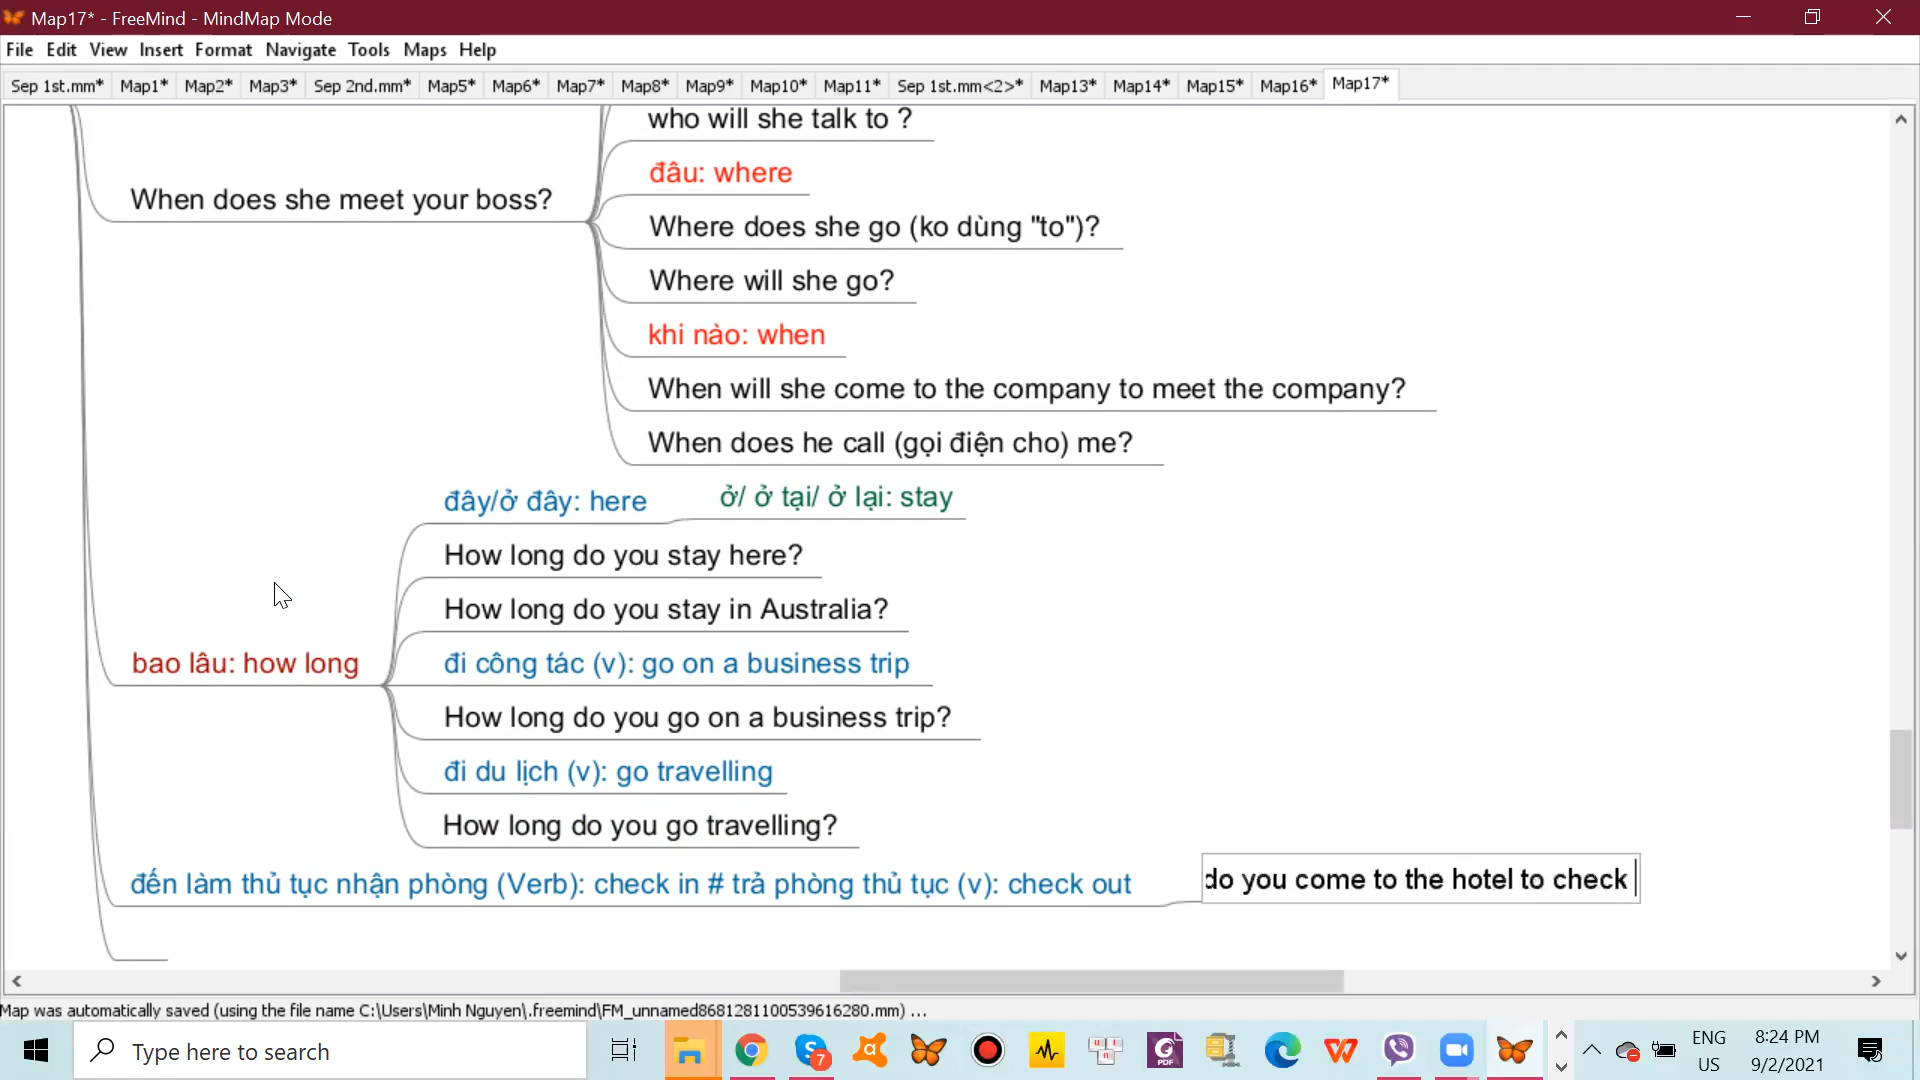 Map17* - FreeMind - MindMap Mode
File Edit View Insert Format Navigate Tools Maps Help
Sep 1st.mm* Map1* Map2* Map3* Sep 2nd.mm* Map5* Map6* Map7* Map8* Map9* Map10* Map11* Sep 1st.mm<2>* Map13* Map14* Map15* Map16* Map17*
who will she talk to ?
đâu: where
When does she meet your boss?
Where does she go (ko dùng "to")?
Where will she go?
khi nào: when
When will she come to the company to meet the company?
When does he call (gọi điện cho) me?
đây/ở đây: here
ở/ ở tại/ ở lại: stay
How long do you stay here?
How long do you stay in Australia?
bao lâu: how long
đi công tác (v): go on a business trip
How long do you go on a business trip?
đi du lịch (v): go travelling
How long do you go travelling?
đến làm thủ tục nhận phòng (Verb): check in # trả phòng thủ tục (v): check out
do you come to the hotel to check
Map was automatically saved (using the file name C:\Users\Minh Nguyen\.freemind\FM_unnamed8681281100539616280.mm) ...
Type here to search
7
ENG
US
8:24 PM
9/2/2021